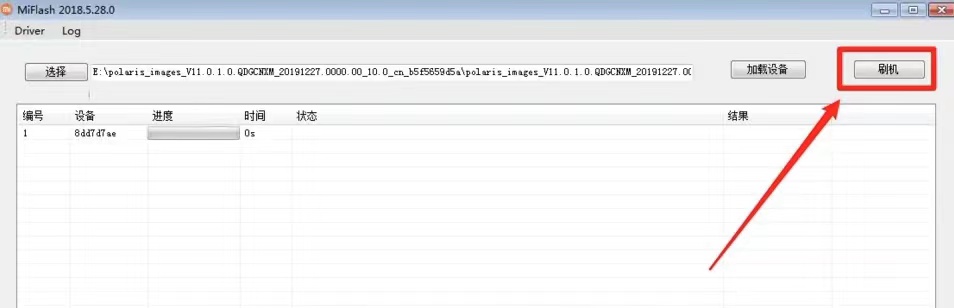 MiFlash 2018.5.28.0
Driver Log
选择 E:\polaris_images_V11.0.1.0.QDGCNXM_20191227.0000.00_10.0_cn_b5f5659d5a\polaris_images_V11.0.1.0.QDGCNXM_20191227.00 加载设备 刷机
编号 设备 进度 时间 状态 结果
1 8dd7d7ae 0s